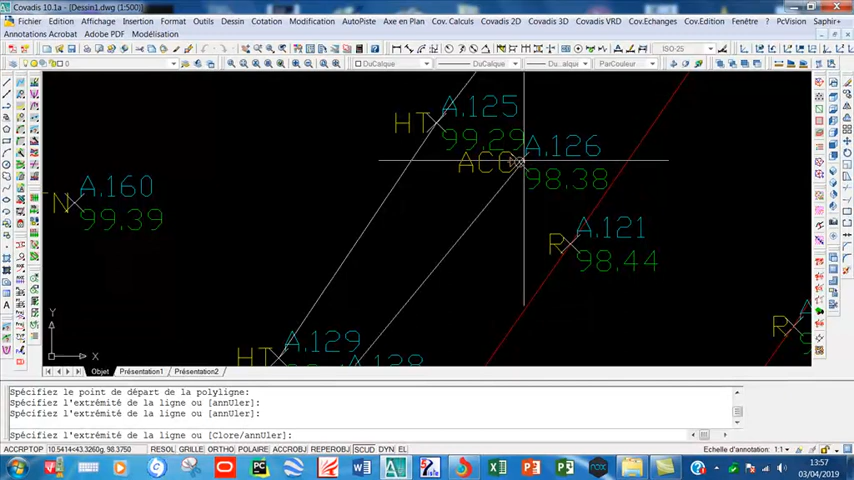 Covadis 10.1a - [Dessin1.dwg (1:500)]
Fichier Edition Affichage Insertion Format Outils Dessin Cotation Modification AutoPiste Axe en Plan Cov.Calculs Covadis 2D Covadis 3D Covadis VRD Cov.Echanges Cov.Edition Fenêtre ? PcVision Saphir+
Annotations Acrobat Adobe PDF Modélisation
0 ISO-25
DuCalque DuCalque Du...alque ParCouleur
A.125
HT
99.29 A.126
ACC
98.38
A.160
N
99.39
A.121
R
98.44
R
A.129
HT
A.128
Y
X
Objet Présentation1 Présentation2
Spécifiez le point de départ de la polyligne:
Spécifiez l'extrémité de la ligne ou [annUler]:
Spécifiez l'extrémité de la ligne ou [annUler]:
Spécifiez l'extrémité de la ligne ou [Clore/annUler]:
ACCRPTOP 10.5414<43.3260g, 98.3750 RESOL GRILLE ORTHO POLAIRE ACCROBJ REPEROBJ SCUD DYN EL Echelle d'annotation: 1:1
13:57
03/04/2019